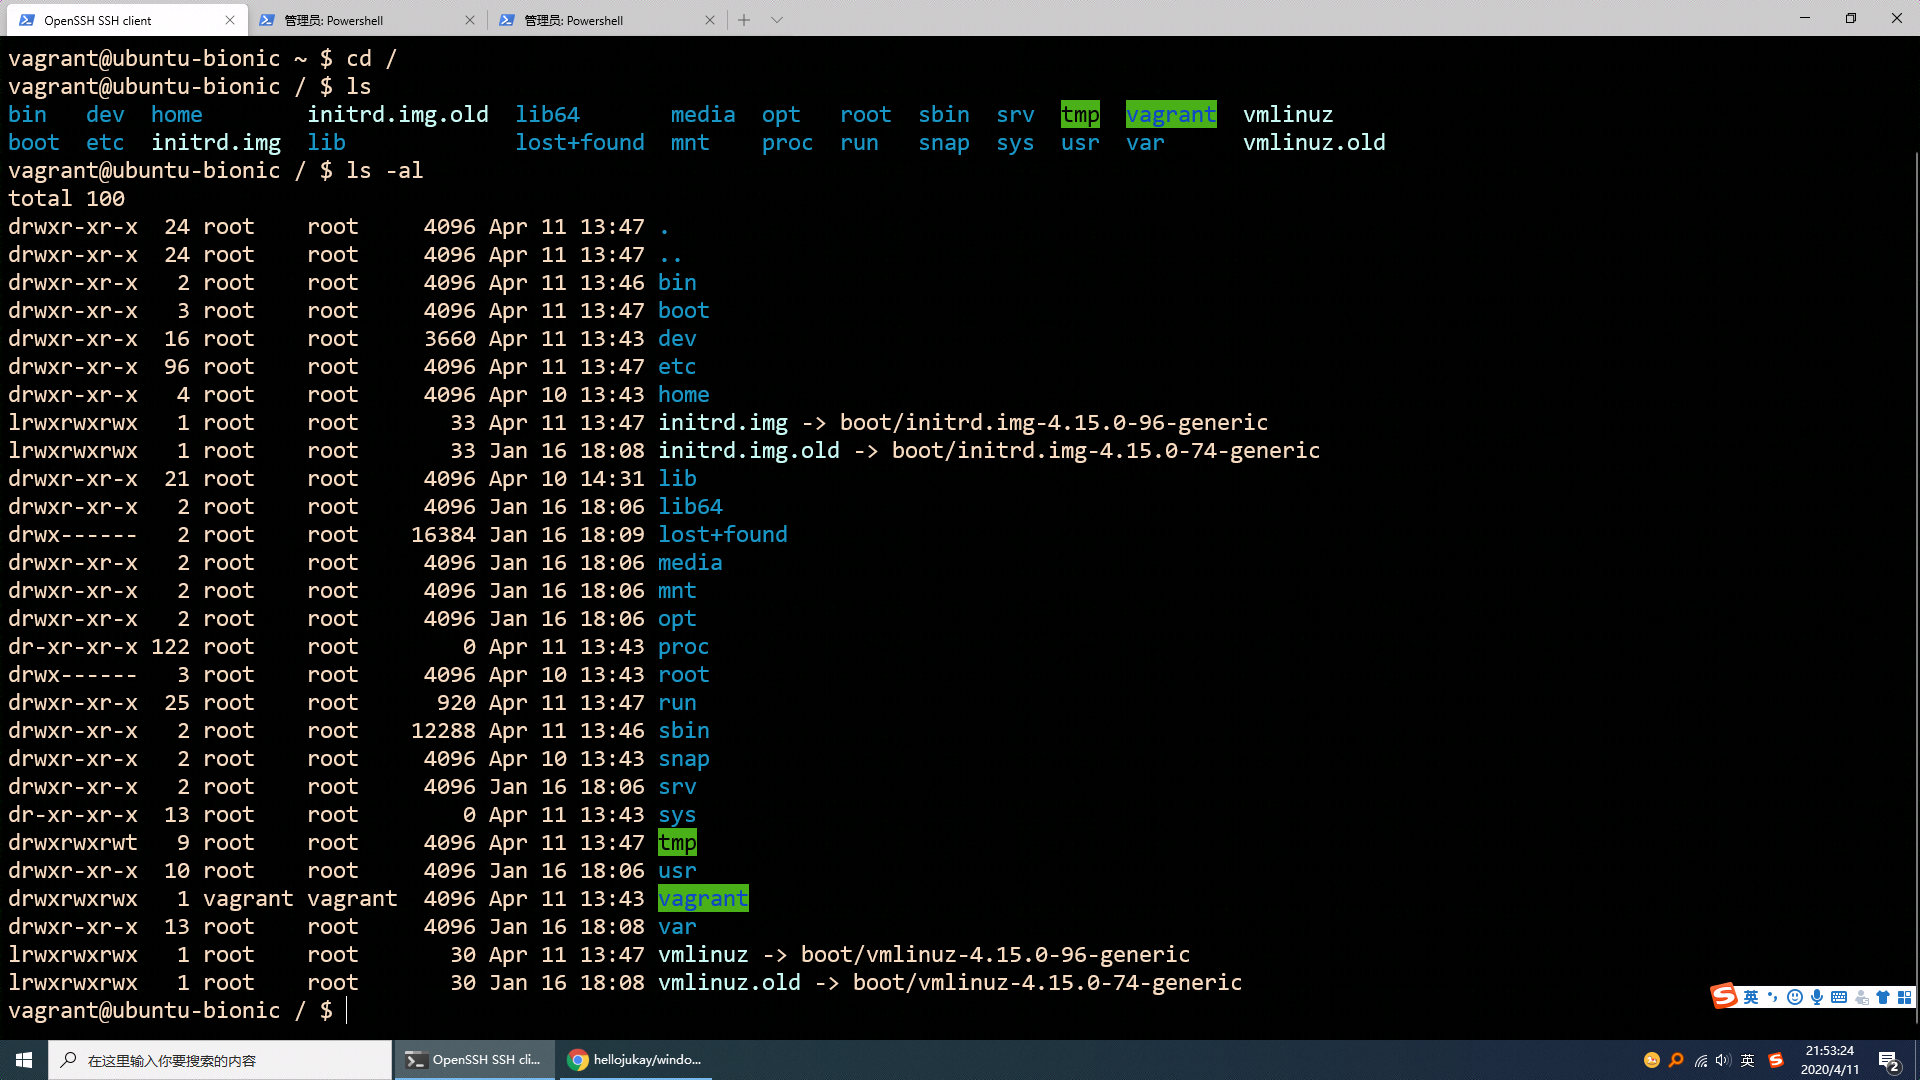 OpenSSH SSH client
管理员: Powershell
管理员: Powershell
vagrant@ubuntu-bionic ~ $ cd /
vagrant@ubuntu-bionic / $ ls
bin dev home initrd.img.old lib64 media opt root sbin srv tmp vagrant vmlinuz
boot etc initrd.img lib lost+found mnt proc run snap sys usr var vmlinuz.old
vagrant@ubuntu-bionic / $ ls -al
total 100
drwxr-xr-x 24 root root 4096 Apr 11 13:47 .
drwxr-xr-x 24 root root 4096 Apr 11 13:47 ..
drwxr-xr-x 2 root root 4096 Apr 11 13:46 bin
drwxr-xr-x 3 root root 4096 Apr 11 13:47 boot
drwxr-xr-x 16 root root 3660 Apr 11 13:43 dev
drwxr-xr-x 96 root root 4096 Apr 11 13:47 etc
drwxr-xr-x 4 root root 4096 Apr 10 13:43 home
lrwxrwxrwx 1 root root 33 Apr 11 13:47 initrd.img -> boot/initrd.img-4.15.0-96-generic
lrwxrwxrwx 1 root root 33 Jan 16 18:08 initrd.img.old -> boot/initrd.img-4.15.0-74-generic
drwxr-xr-x 21 root root 4096 Apr 10 14:31 lib
drwxr-xr-x 2 root root 4096 Jan 16 18:06 lib64
drwx------ 2 root root 16384 Jan 16 18:09 lost+found
drwxr-xr-x 2 root root 4096 Jan 16 18:06 media
drwxr-xr-x 2 root root 4096 Jan 16 18:06 mnt
drwxr-xr-x 2 root root 4096 Jan 16 18:06 opt
dr-xr-xr-x 122 root root 0 Apr 11 13:43 proc
drwx------ 3 root root 4096 Apr 10 13:43 root
drwxr-xr-x 25 root root 920 Apr 11 13:47 run
drwxr-xr-x 2 root root 12288 Apr 11 13:46 sbin
drwxr-xr-x 2 root root 4096 Apr 10 13:43 snap
drwxr-xr-x 2 root root 4096 Jan 16 18:06 srv
dr-xr-xr-x 13 root root 0 Apr 11 13:43 sys
drwxrwxrwt 9 root root 4096 Apr 11 13:47 tmp
drwxr-xr-x 10 root root 4096 Jan 16 18:06 usr
drwxrwxrwx 1 vagrant vagrant 4096 Apr 11 13:43 vagrant
drwxr-xr-x 13 root root 4096 Jan 16 18:08 var
lrwxrwxrwx 1 root root 30 Apr 11 13:47 vmlinuz -> boot/vmlinuz-4.15.0-96-generic
lrwxrwxrwx 1 root root 30 Jan 16 18:08 vmlinuz.old -> boot/vmlinuz-4.15.0-74-generic
vagrant@ubuntu-bionic / $
英
在这里输入你要搜索的内容
OpenSSH SSH cli...
hellojukay/windo...
英
21:53:24
2020/4/11
2